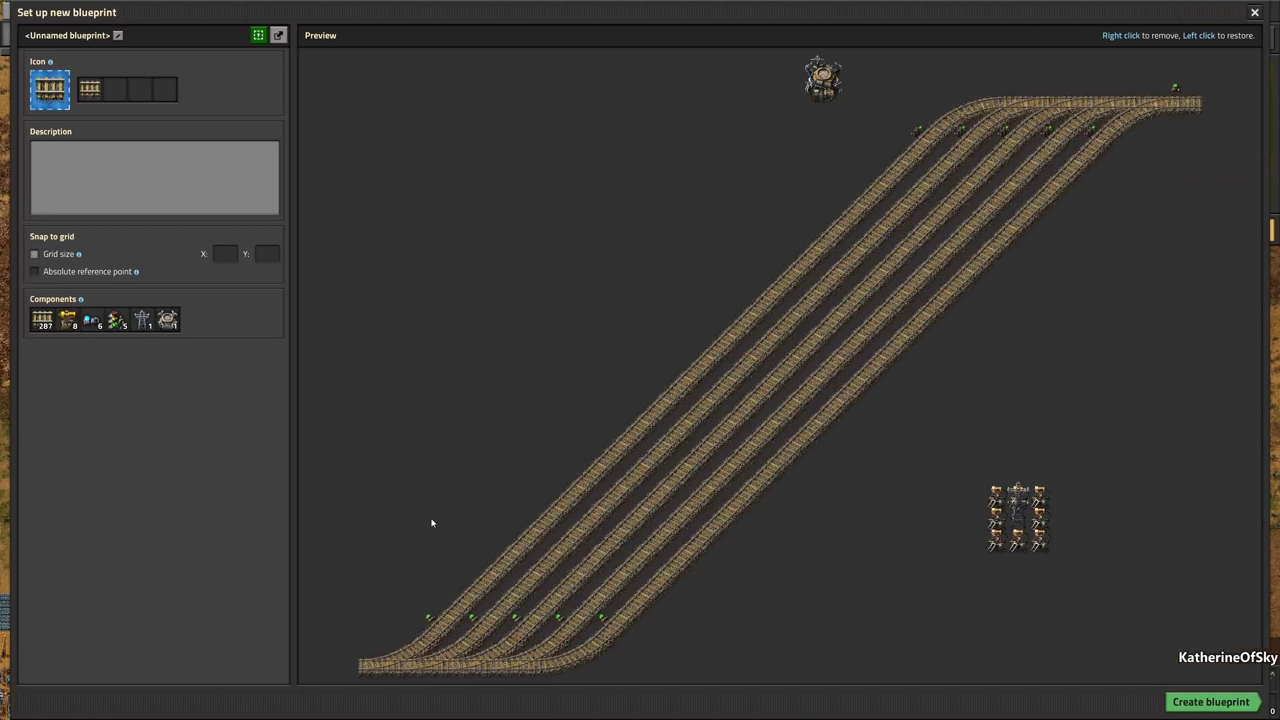 Set up new blueprint
<Unnamed blueprint>
Preview
Right click to remove, Left click to restore.
Icon
Description
Snap to grid
Grid size
X:
Y:
Absolute reference point
Components
287
8
6
5
1
1
KatherineOfSky
Create blueprint
0